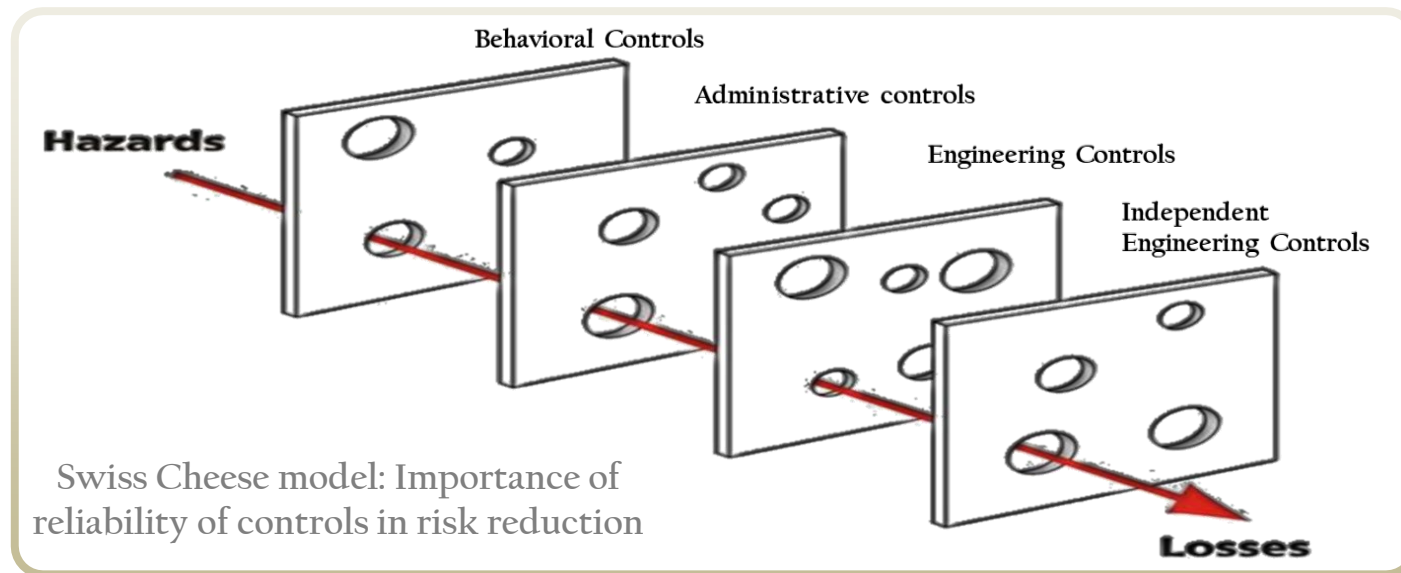 Behavioral Controls
Administrative controls
Hazards
Engineering Controls
Independent
Engineering Controls
Swiss Cheese model: Importance of
reliability of controls in risk reduction
Losses